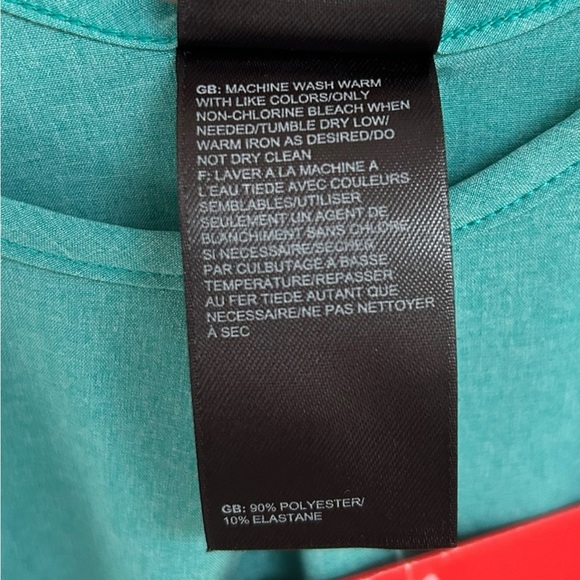 GB: MACHINE WASH WARM
WITH LIKE COLORS/ONLY
NON-CHLORINE BLEACH WHEN
NEEDED/TUMBLE DRY LOW/
WARM IRON AS DESIRED/DO
NOT DRY CLEAN
F: LAVER A LA MACHINE A
L'EAU TIEDE AVEC COULEURS
SEMBLABLES/UTILISER
SEULEMENT UN AGENT DE
BLANCHIMENT SANS CHLORE
SI NECESSAIRE/SECHER
PAR CULBUTAGE A BASSE
TEMPERATURE/REPASSER
AU FER TIEDE AUTANT QUE
NECESSAIRE/NE PAS NETTOYER
À SEC
GB: 90% POLYESTER/
10% ELASTANE